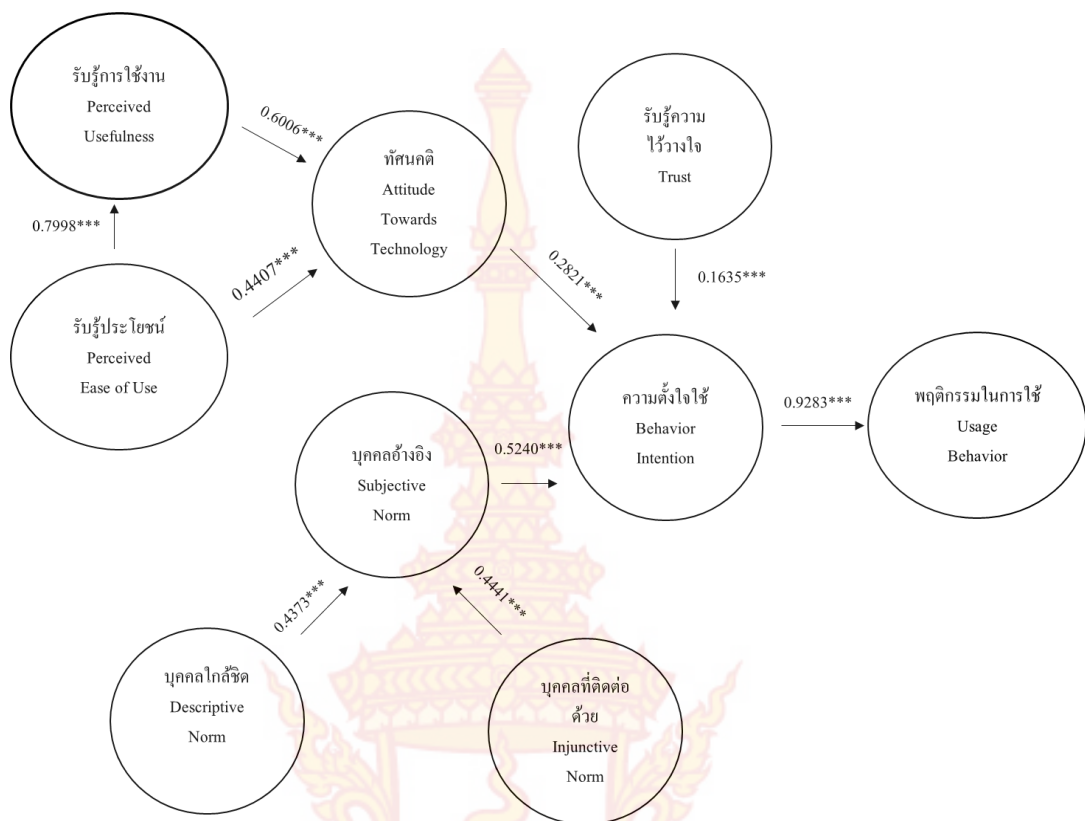 รับรู้การใช้งาน
Perceived
Usefulness
0.6006***
ทัศนคติ
Attitude
Towards
Technology
รับรู้ความ
ไว้วางใจ
Trust
0.7998***
0.4407***
0.2821***
0.1635***
รับรู้ประโยชน์
Perceived
Ease of Use
ความตั้งใจใช้
Behavior
Intention
0.9283***
พฤติกรรมในการใช้
Usage
Behavior
บุคคลอ้างอิง
Subjective
Norm
0.5240***
0.4373***
0.4441***
บุคคลใกล้ชิด
Descriptive
Norm
บุคคลที่ติดต่อ
ด้วย
Injunctive
Norm